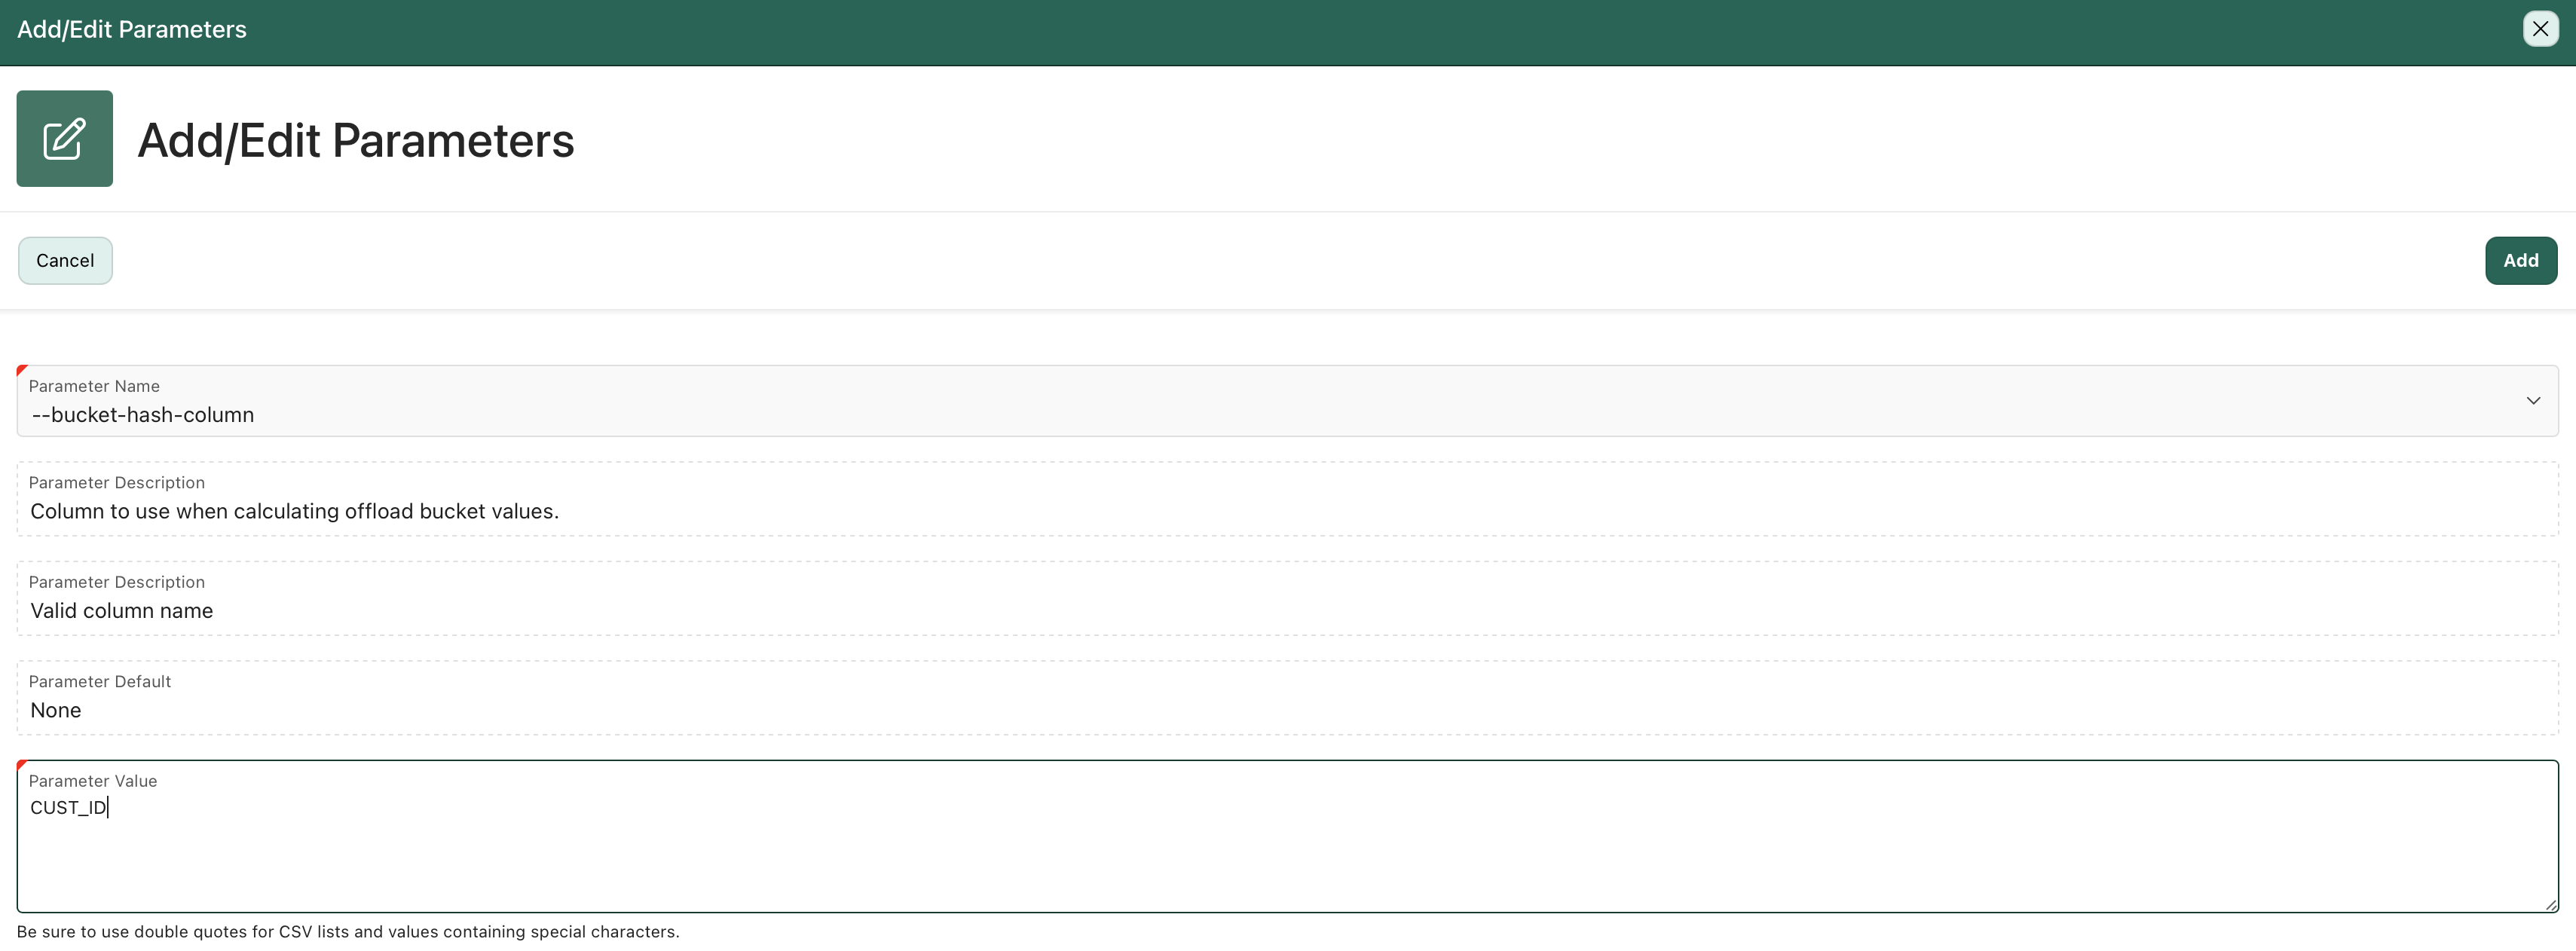 Add/Edit Parameters
Add/Edit Parameters
Cancel
Add
Parameter Name
--bucket-hash-column
Parameter Description
Column to use when calculating offload bucket values.
Parameter Description
Valid column name
Parameter Default
None
Parameter Value
CUST_ID
Be sure to use double quotes for CSV lists and values containing special characters.